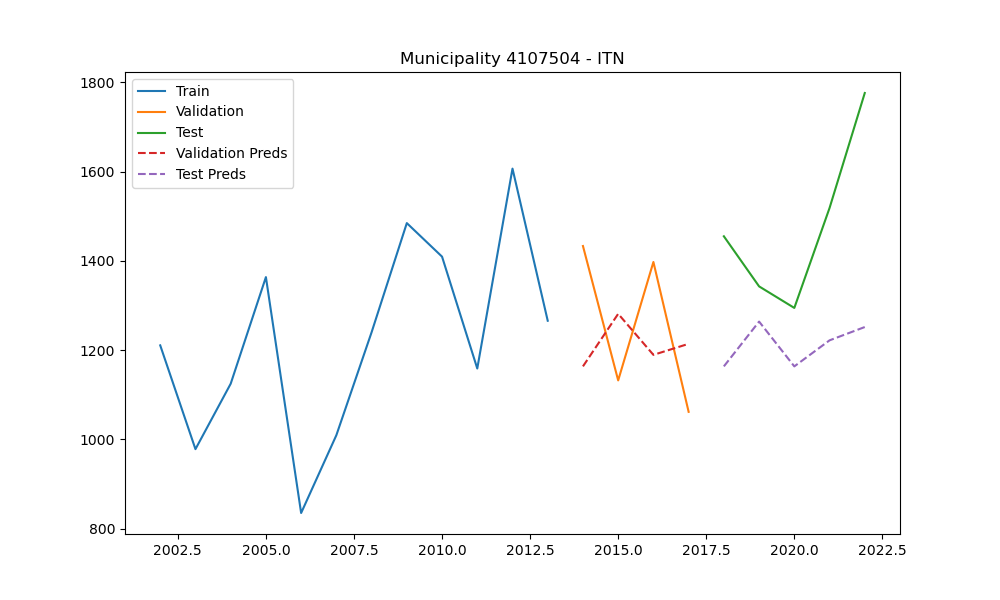 Municipality 4107504 - ITN
Train
Validation
Test
Validation Preds
Test Preds
1800
1600
1400
1200
1000
800
2002.5 2005.0 2007.5 2010.0 2012.5 2015.0 2017.5 2020.0 2022.5